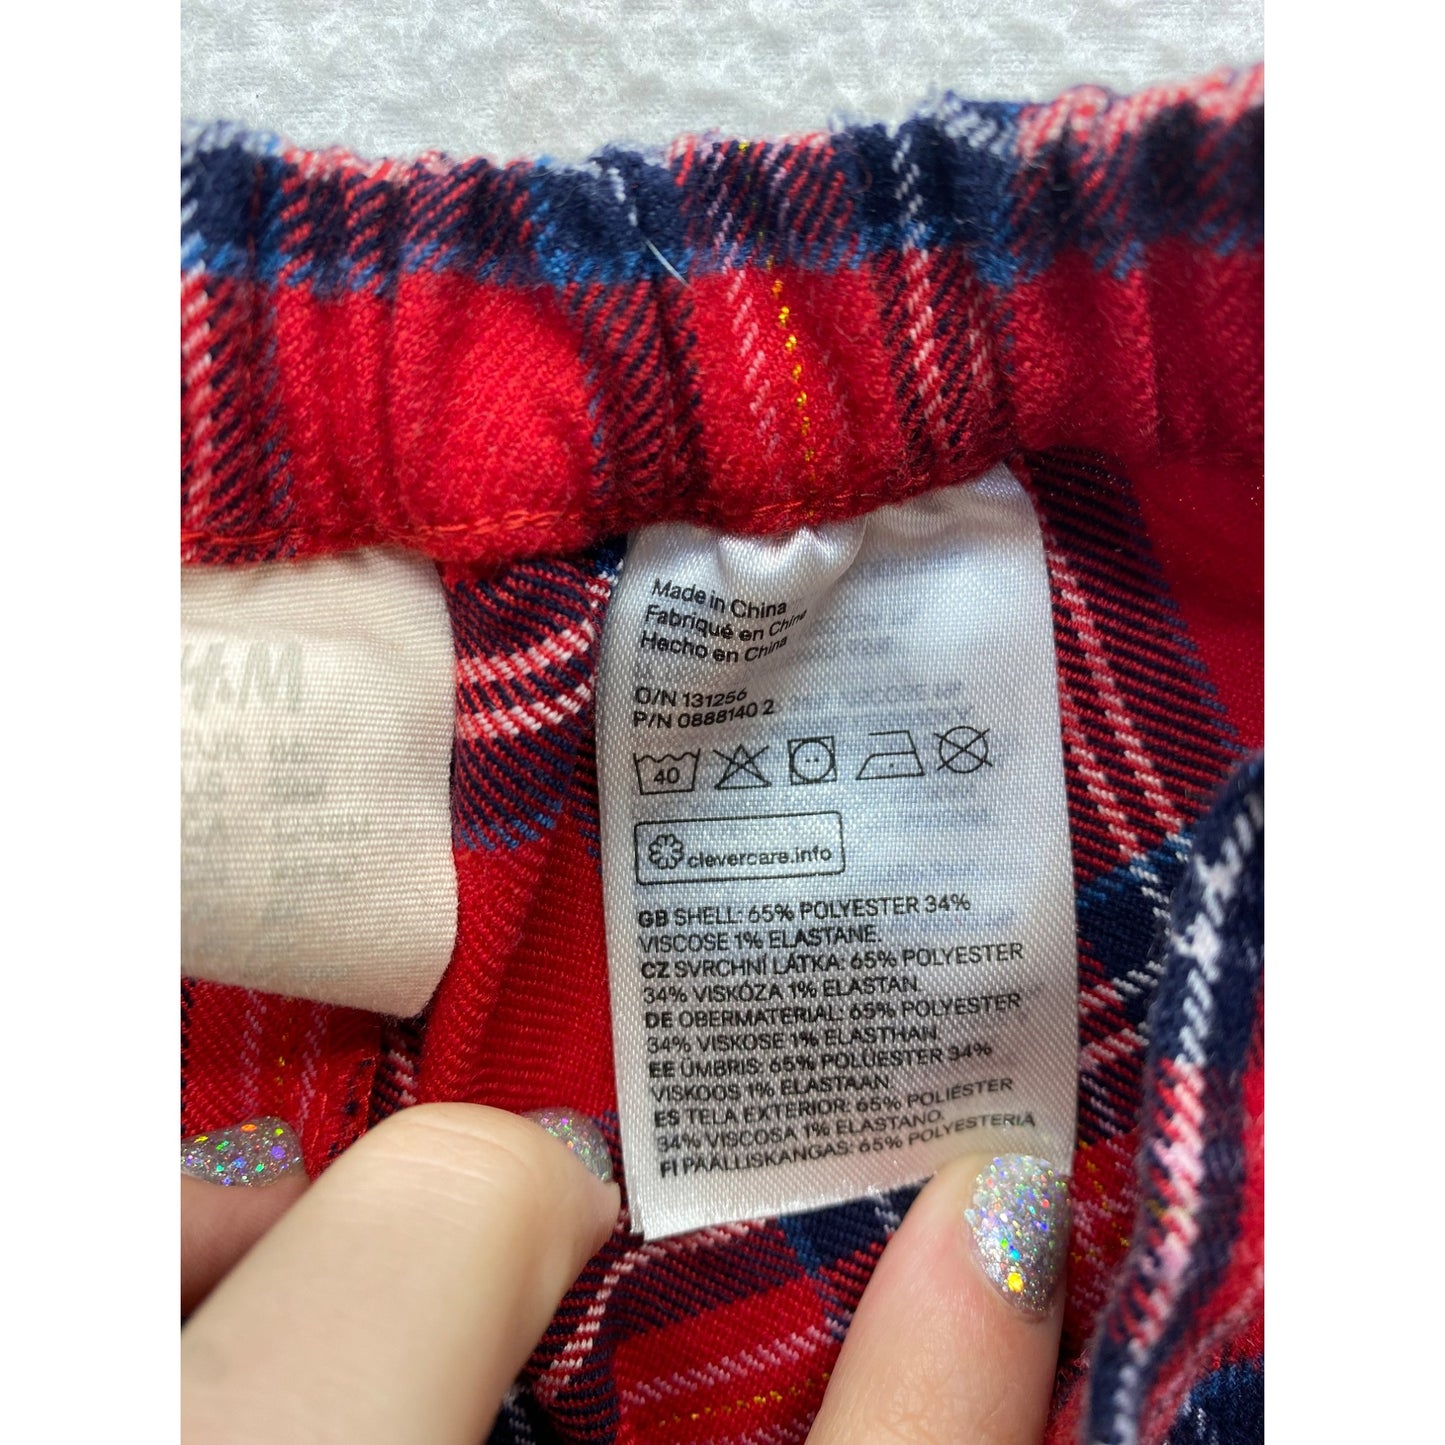 Made in China
Fabriqué en Chine
Hecho en China
O/N 131256
P/N 0888140 2
40
clevercare.info
GB SHELL: 65% POLYESTER 34%
VISCOSE 1% ELASTANE.
CZ SVRCHNÍ LÁTKA: 65% POLYESTER
34% VISKÓZA 1% ELASTAN.
DE OBERMATERIAL: 65% POLYESTER
34% VISKOSE 1% ELASTHAN.
EE ÜMBRIS: 65% POLÜESTER 34%
VISKOOS 1% ELASTAAN.
ES TELA EXTERIOR: 65% POLIÉSTER
34% VISCOSA 1% ELASTANO.
FI PÄÄLLISKANGAS: 65% POLYESTERIÄ